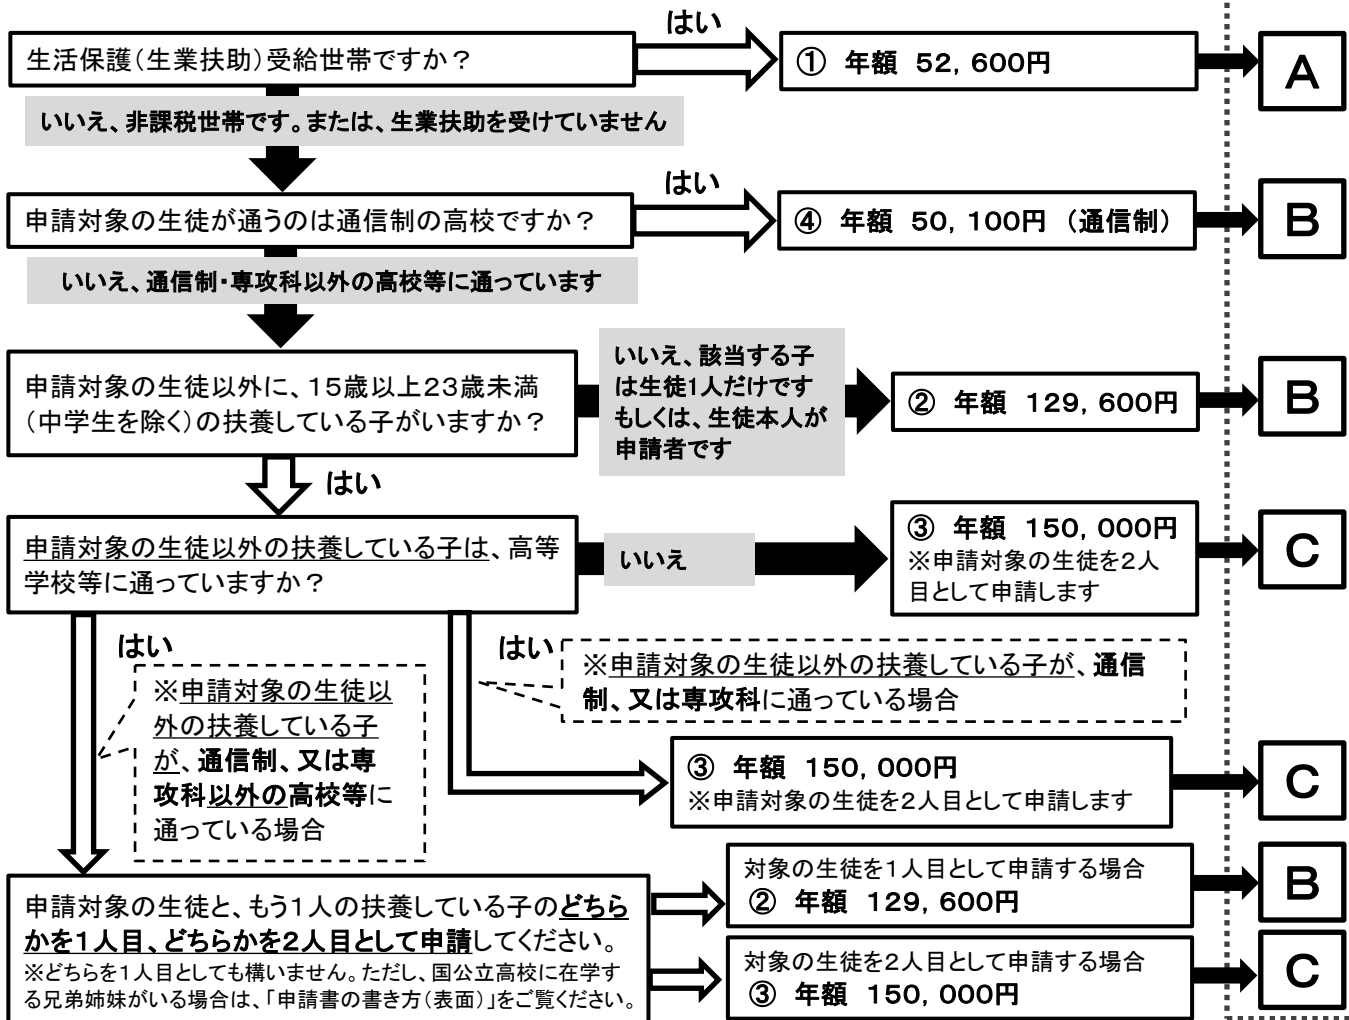 はい
生活保護(生業扶助)受給世帯ですか？
① 年額 52,600円
A
いいえ、非課税世帯です。または、生業扶助を受けていません
はい
申請対象の生徒が通うのは通信制の高校ですか？
④ 年額 50,100円 (通信制)
B
いいえ、通信制・専攻科以外の高校等に通っています
申請対象の生徒以外に、15歳以上23歳未満
(中学生を除く)の扶養している子がいますか？
いいえ、該当する子
は生徒1人だけです
もしくは、生徒本人が
申請者です
② 年額 129,600円
B
はい
申請対象の生徒以外の扶養している子は、高等
学校等に通っていますか？
いいえ
③ 年額 150,000円
※申請対象の生徒を2人
目として申請します
C
はい
※申請対象の生徒以
外の扶養している子
が、通信制、又は専
攻科以外の高校等に
通っている場合
はい
※申請対象の生徒以外の扶養している子が、通信
制、又は専攻科に通っている場合
③ 年額 150,000円
※申請対象の生徒を2人目として申請します
C
申請対象の生徒と、もう1人の扶養している子のどちら
かを1人目、どちらかを2人目として申請してください。
※どちらを1人目としても構いません。ただし、国公立高校に在学す
る兄弟姉妹がいる場合は、「申請書の書き方(表面)」をご覧ください。
対象の生徒を1人目として申請する場合
② 年額 129,600円
B
対象の生徒を2人目として申請する場合
③ 年額 150,000円
C